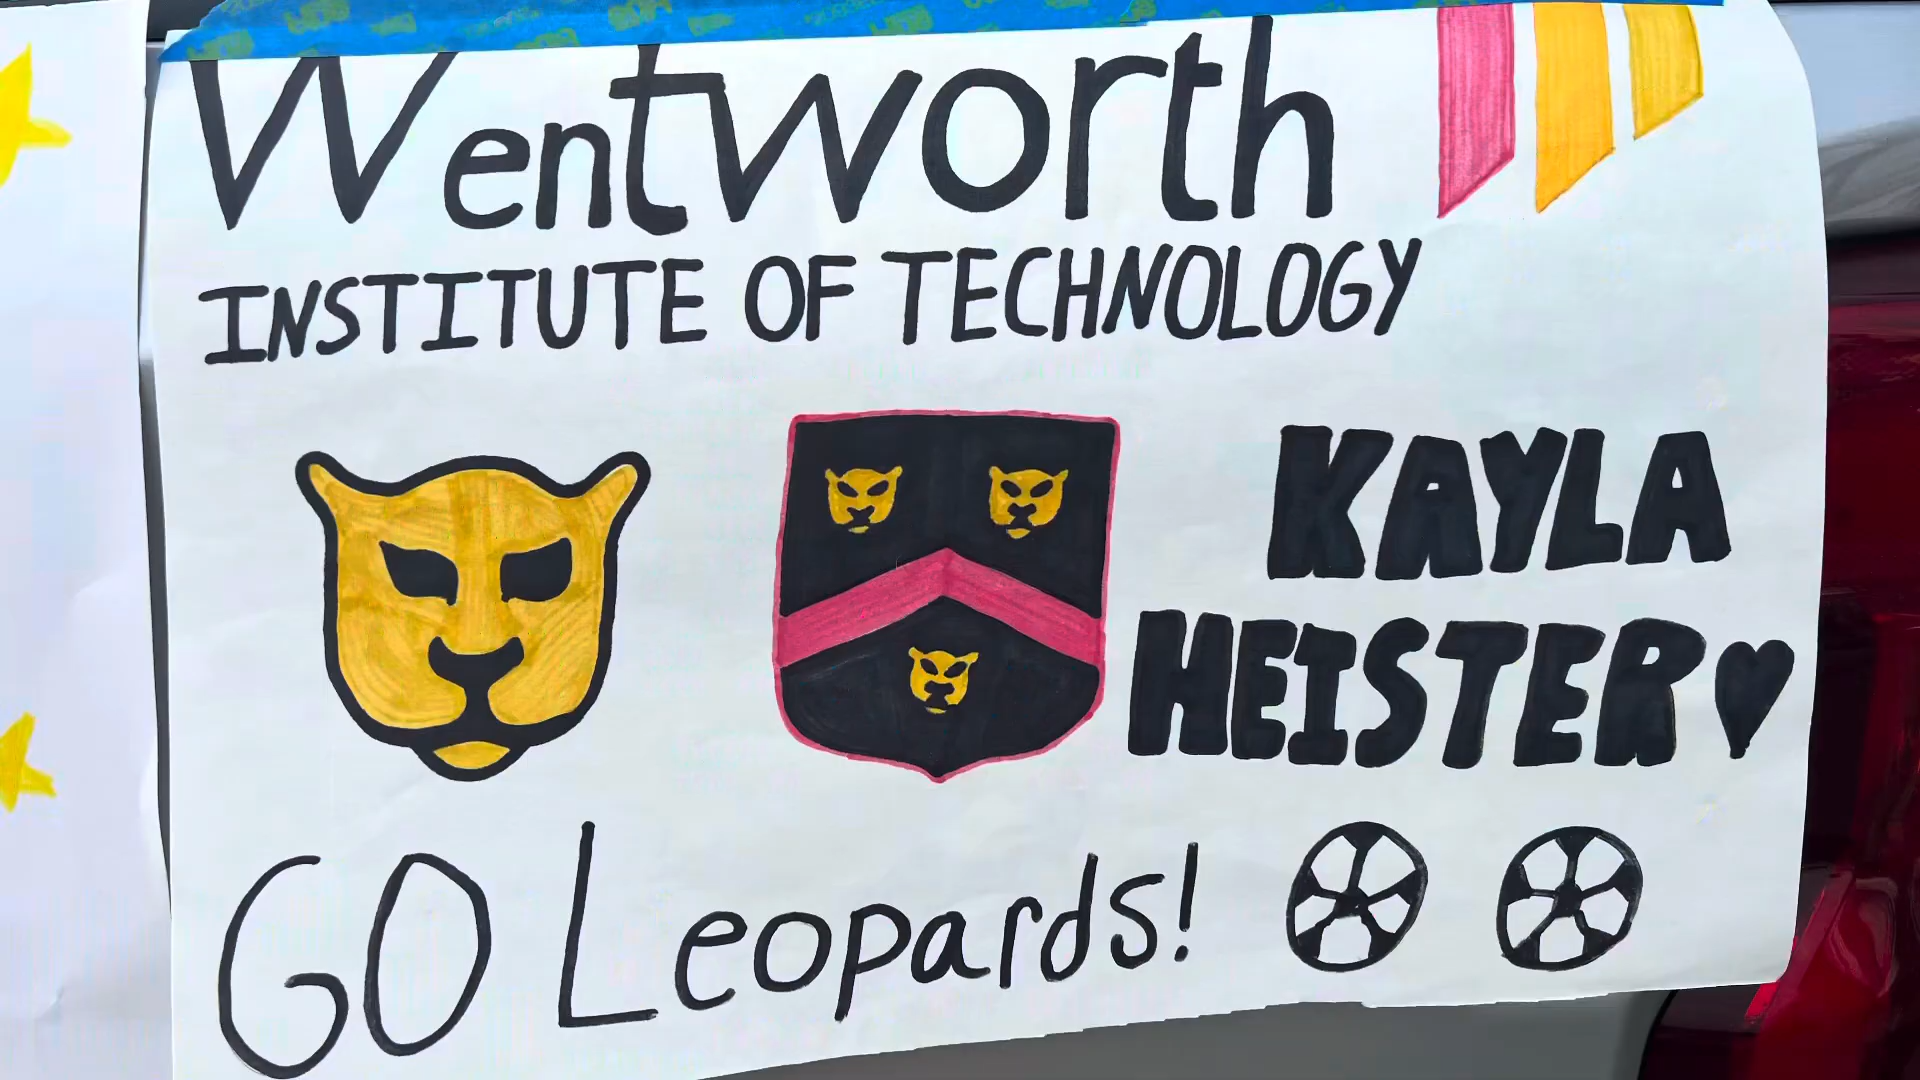 Wentworth
INSTITUTE OF TECHNOLOGY
KAYLA
HEISTER
GO Leopards!